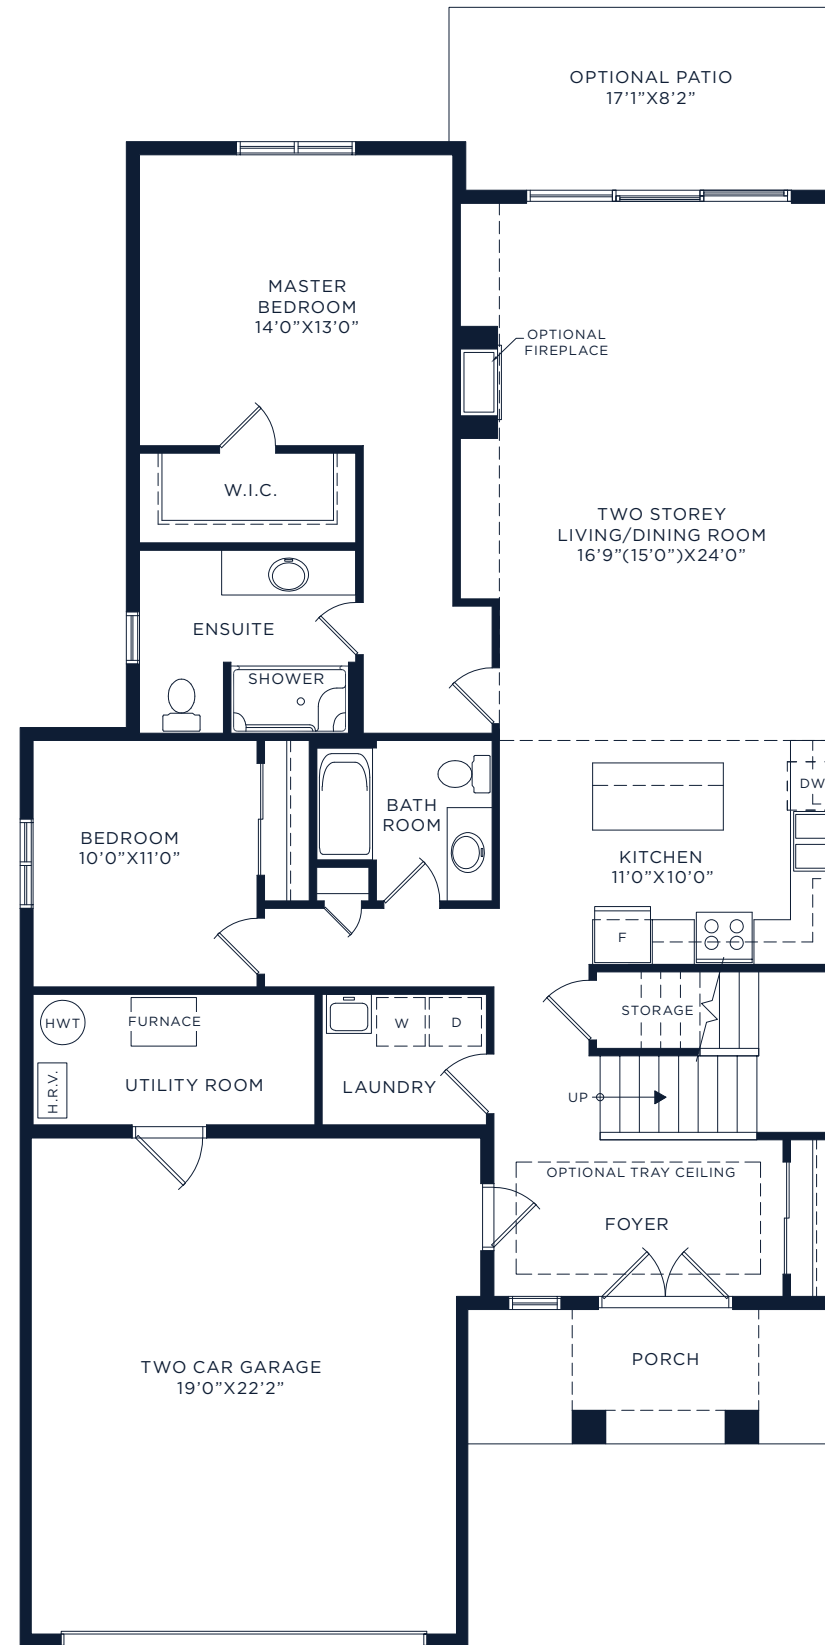 OPTIONAL PATIO
17'1"X8'2"
MASTER
BEDROOM
14'0"X13'0"
OPTIONAL
FIREPLACE
W.I.C.
TWO STOREY
LIVING/DINING ROOM
16'9"(15'0")X24'0"
ENSUITE
SHOWER
BEDROOM
10'0"X11'0"
BATH
ROOM
DW
KITCHEN
11'0"X10'0"
F
HWT
FURNACE
W
D
STORAGE
H.R.V.
UTILITY ROOM
LAUNDRY
UP
OPTIONAL TRAY CEILING
FOYER
TWO CAR GARAGE
19'0"X22'2"
PORCH